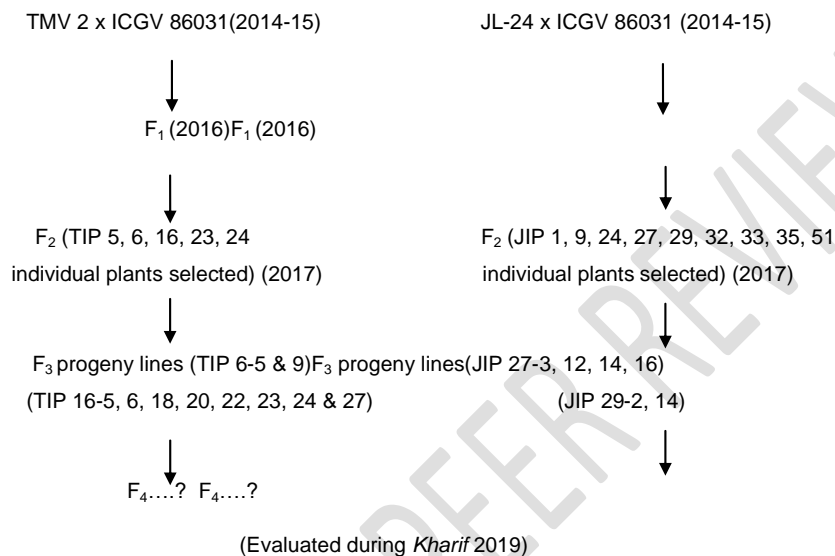 TMV 2 x ICGV 86031(2014-15) JL-24 x ICGV 86031 (2014-15)
F1 (2016)F1 (2016)
F2 (TIP 5, 6, 16, 23, 24 F2 (JIP 1, 9, 24, 27, 29, 32, 33, 35, 51
individual plants selected) (2017) individual plants selected) (2017)
F3 progeny lines (TIP 6-5 & 9)F3 progeny lines(JIP 27-3, 12, 14, 16)
(TIP 16-5, 6, 18, 20, 22, 23, 24 & 27) (JIP 29-2, 14)
F4....? F4....?
(Evaluated during Kharif 2019)
PEER REVIEW